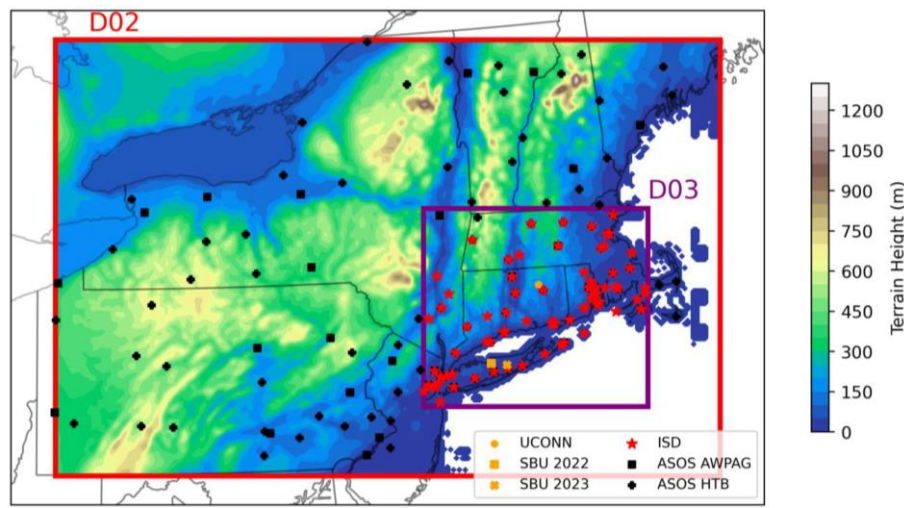 D02
D03
UCONN
SBU 2022
SBU 2023
ISD
ASOS AWPAG
ASOS HTB
1200
1050
900
750
600
450
300
150
0
Terrain Height (m)